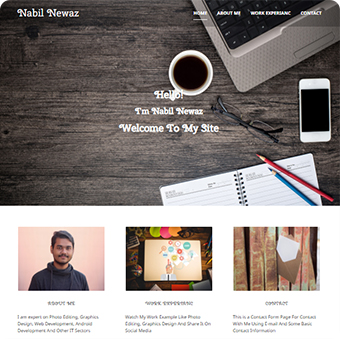 Nabil Newaz
HOME ABOUT ME WORK EXPERIANC CONTACT
Hello!
I'm Nabil Newaz
Welcome To My Site
ABOUT ME WORK EXPERIENCE CONTACT
I am expert on Photo Editing, Graphics
Design, Web Development, Android
Development And Other IT Sectors
Watch My Work Example Like Photo
Editing, Graphics Design And Share It On
Social Media
This is a Contact Form Page For Contact
With Me Using E-mail And Some Basic
Contact Information